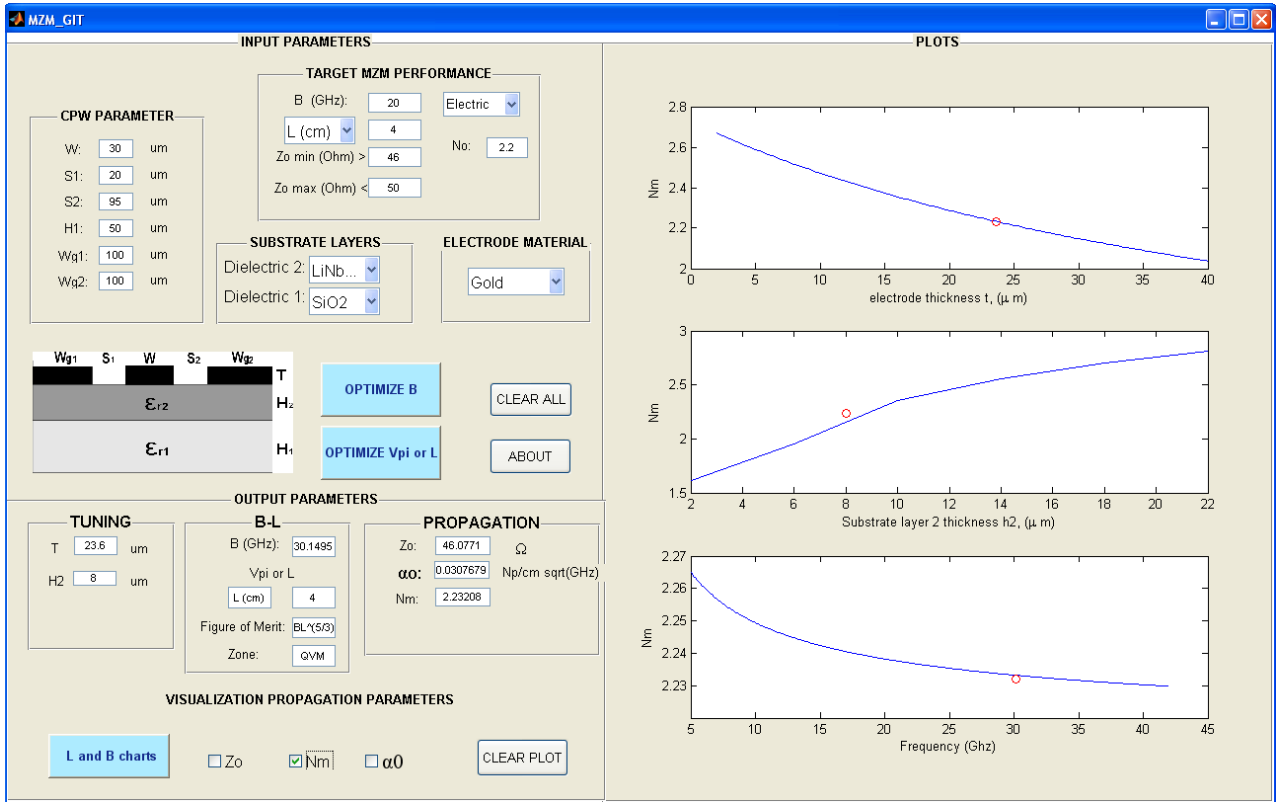 MZM_GIT
INPUT PARAMETERS
TARGET MZM PERFORMANCE
B (GHz): 20 Electric
L (cm) 4
No: 2.2
Zo min (Ohm) > 46
Zo max (Ohm) < 50
CPW PARAMETER
W: 30 um
S1: 20 um
S2: 95 um
H1: 50 um
Wg1: 100 um
Wg2: 100 um
SUBSTRATE LAYERS
Dielectric 2: LiNb...
Dielectric 1: SiO2
ELECTRODE MATERIAL
Gold
Wg1 S1 W S2 Wg2
T
εr2 H2
εr1 H1
OPTIMIZE B
OPTIMIZE Vpi or L
CLEAR ALL
ABOUT
OUTPUT PARAMETERS
TUNING
T 23.6 um
H2 8 um
B-L
B (GHz): 30.1495
Vpi or L
L (cm) 4
Figure of Merit: BL^(5/3)
Zone: QVM
PROPAGATION
Zo: 46.0771 Ω
αo: 0.0307679 Np/cm sqrt(GHz)
Nm: 2.23208
VISUALIZATION PROPAGATION PARAMETERS
L and B charts
Zo
Nm
α0
CLEAR PLOT
PLOTS
2.8
2.6
2.4
2.2
2
Nm
0 5 10 15 20 25 30 35 40
electrode thickness t, (μ m)
3
2.5
2
1.5
Nm
2 4 6 8 10 12 14 16 18 20 22
Substrate layer 2 thickness h2, (μ m)
2.27
2.26
2.25
2.24
2.23
Nm
5 10 15 20 25 30 35 40 45
Frequency (Ghz)